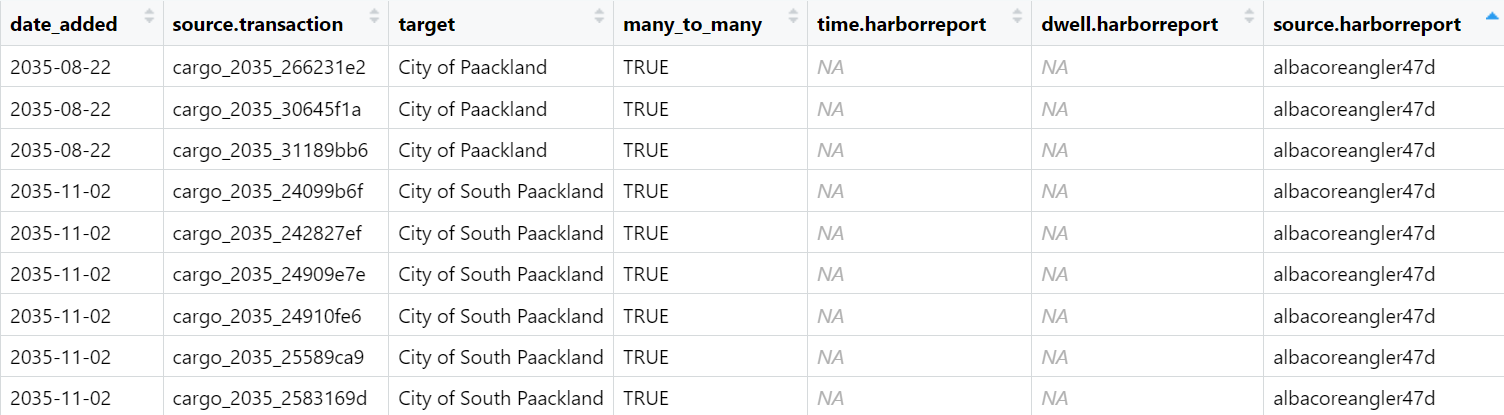 date_added source.transaction target many_to_many time.harborreport dwell.harborreport source.harborreport
2035-08-22 cargo_2035_266231e2 City of Paackland TRUE NA NA albacoreangler47d
2035-08-22 cargo_2035_30645f1a City of Paackland TRUE NA NA albacoreangler47d
2035-08-22 cargo_2035_31189bb6 City of Paackland TRUE NA NA albacoreangler47d
2035-11-02 cargo_2035_24099b6f City of South Paackland TRUE NA NA albacoreangler47d
2035-11-02 cargo_2035_242827ef City of South Paackland TRUE NA NA albacoreangler47d
2035-11-02 cargo_2035_24909e7e City of South Paackland TRUE NA NA albacoreangler47d
2035-11-02 cargo_2035_24910fe6 City of South Paackland TRUE NA NA albacoreangler47d
2035-11-02 cargo_2035_25589ca9 City of South Paackland TRUE NA NA albacoreangler47d
2035-11-02 cargo_2035_2583169d City of South Paackland TRUE NA NA albacoreangler47d